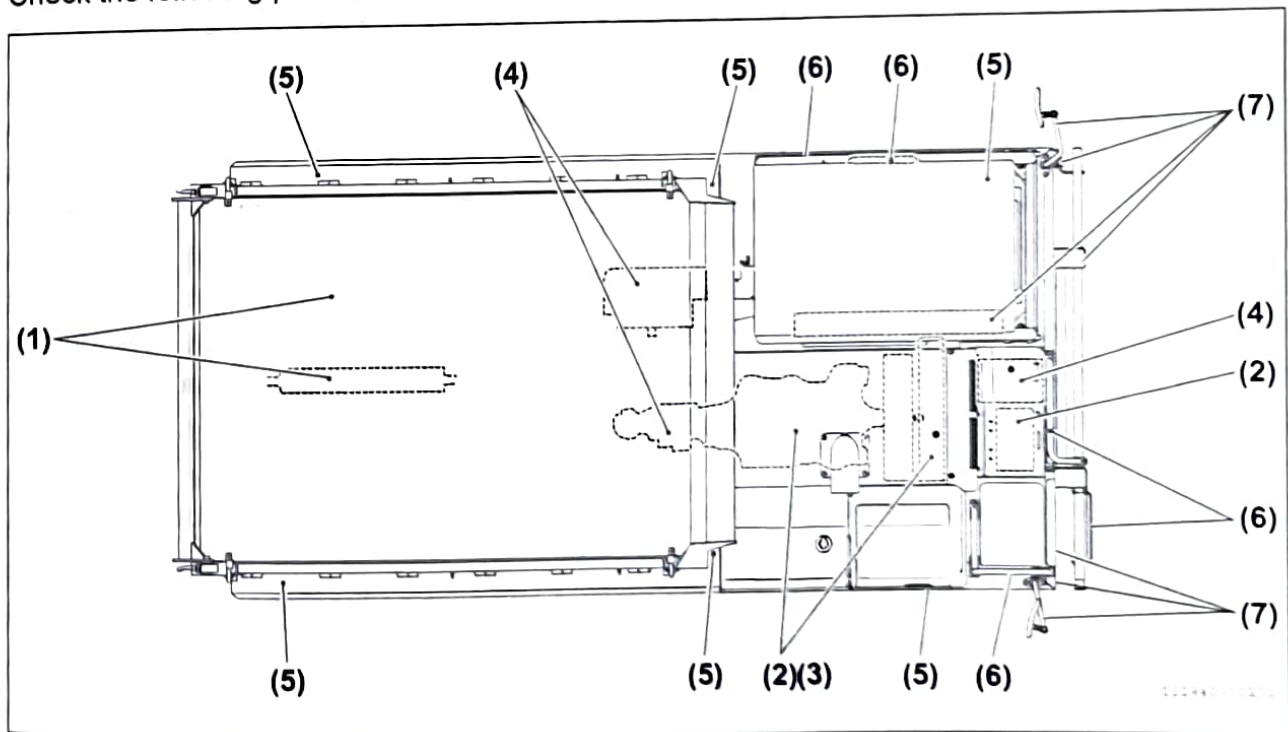 Check the following
(5) (4) (5) (6) (6) (5) (7)
(1)
(4)
(2)
(6)
(7)
(5) (5) (2)(3) (5) (6)